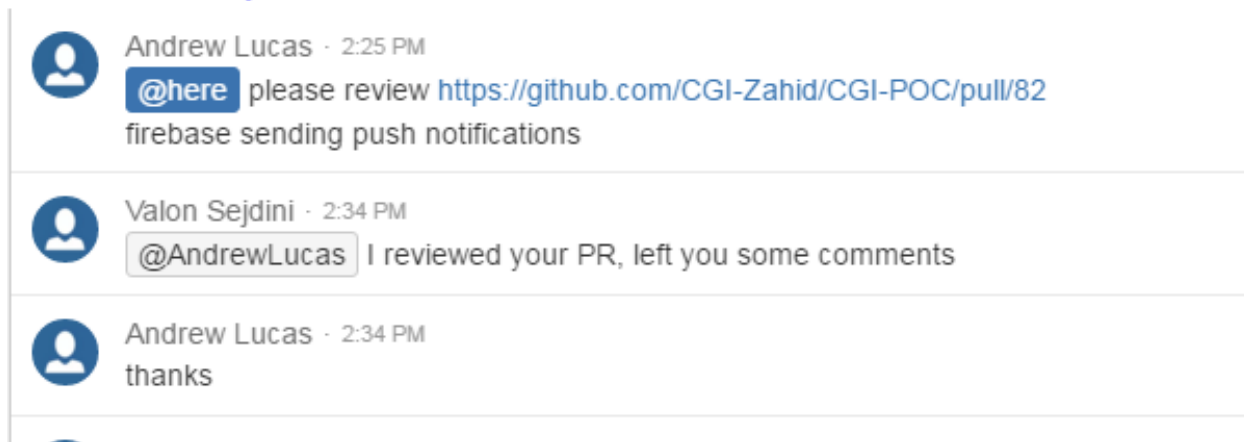 Andrew Lucas · 2:25 PM
@here please review https://github.com/CGI-Zahid/CGI-POC/pull/82
firebase sending push notifications
Valon Sejdini · 2:34 PM
@AndrewLucas I reviewed your PR, left you some comments
Andrew Lucas · 2:34 PM
thanks